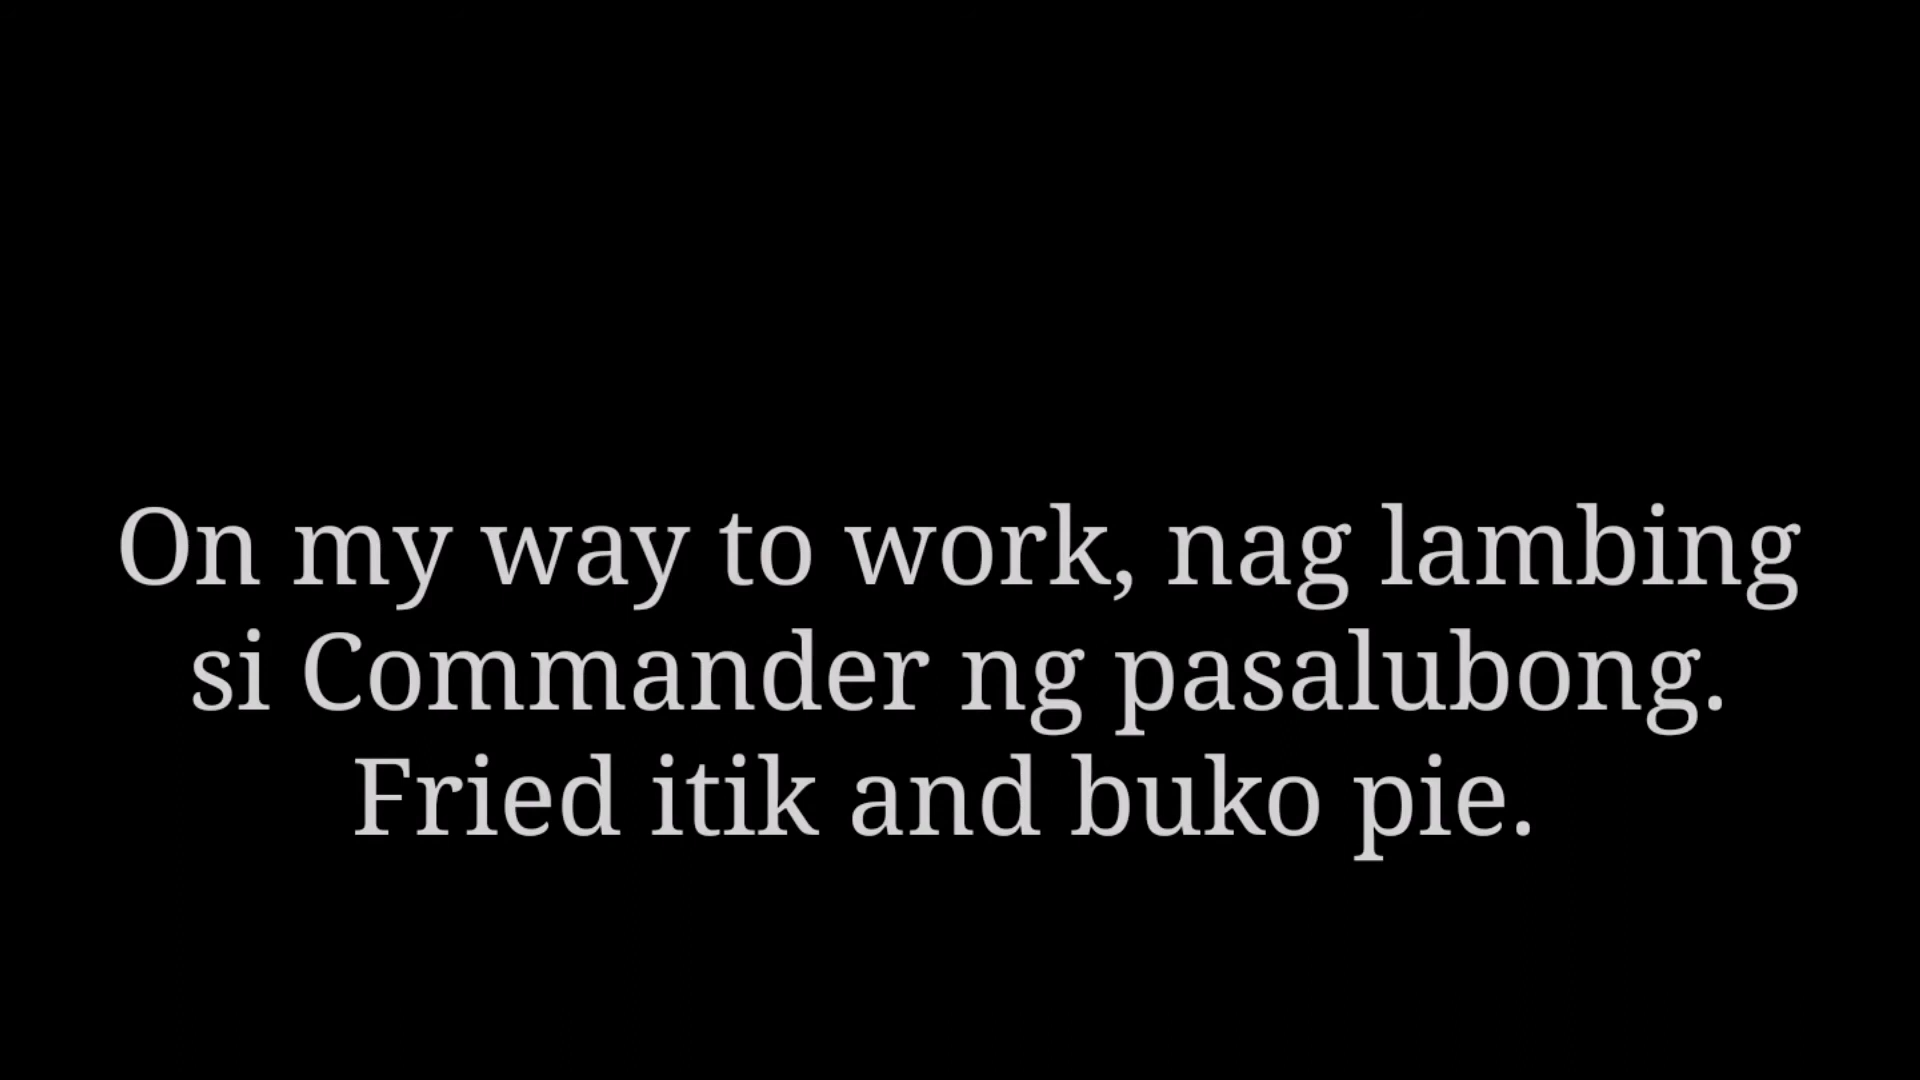 On my way to work, nag lambing
si Commander ng pasalubong.
Fried itik and buko pie.